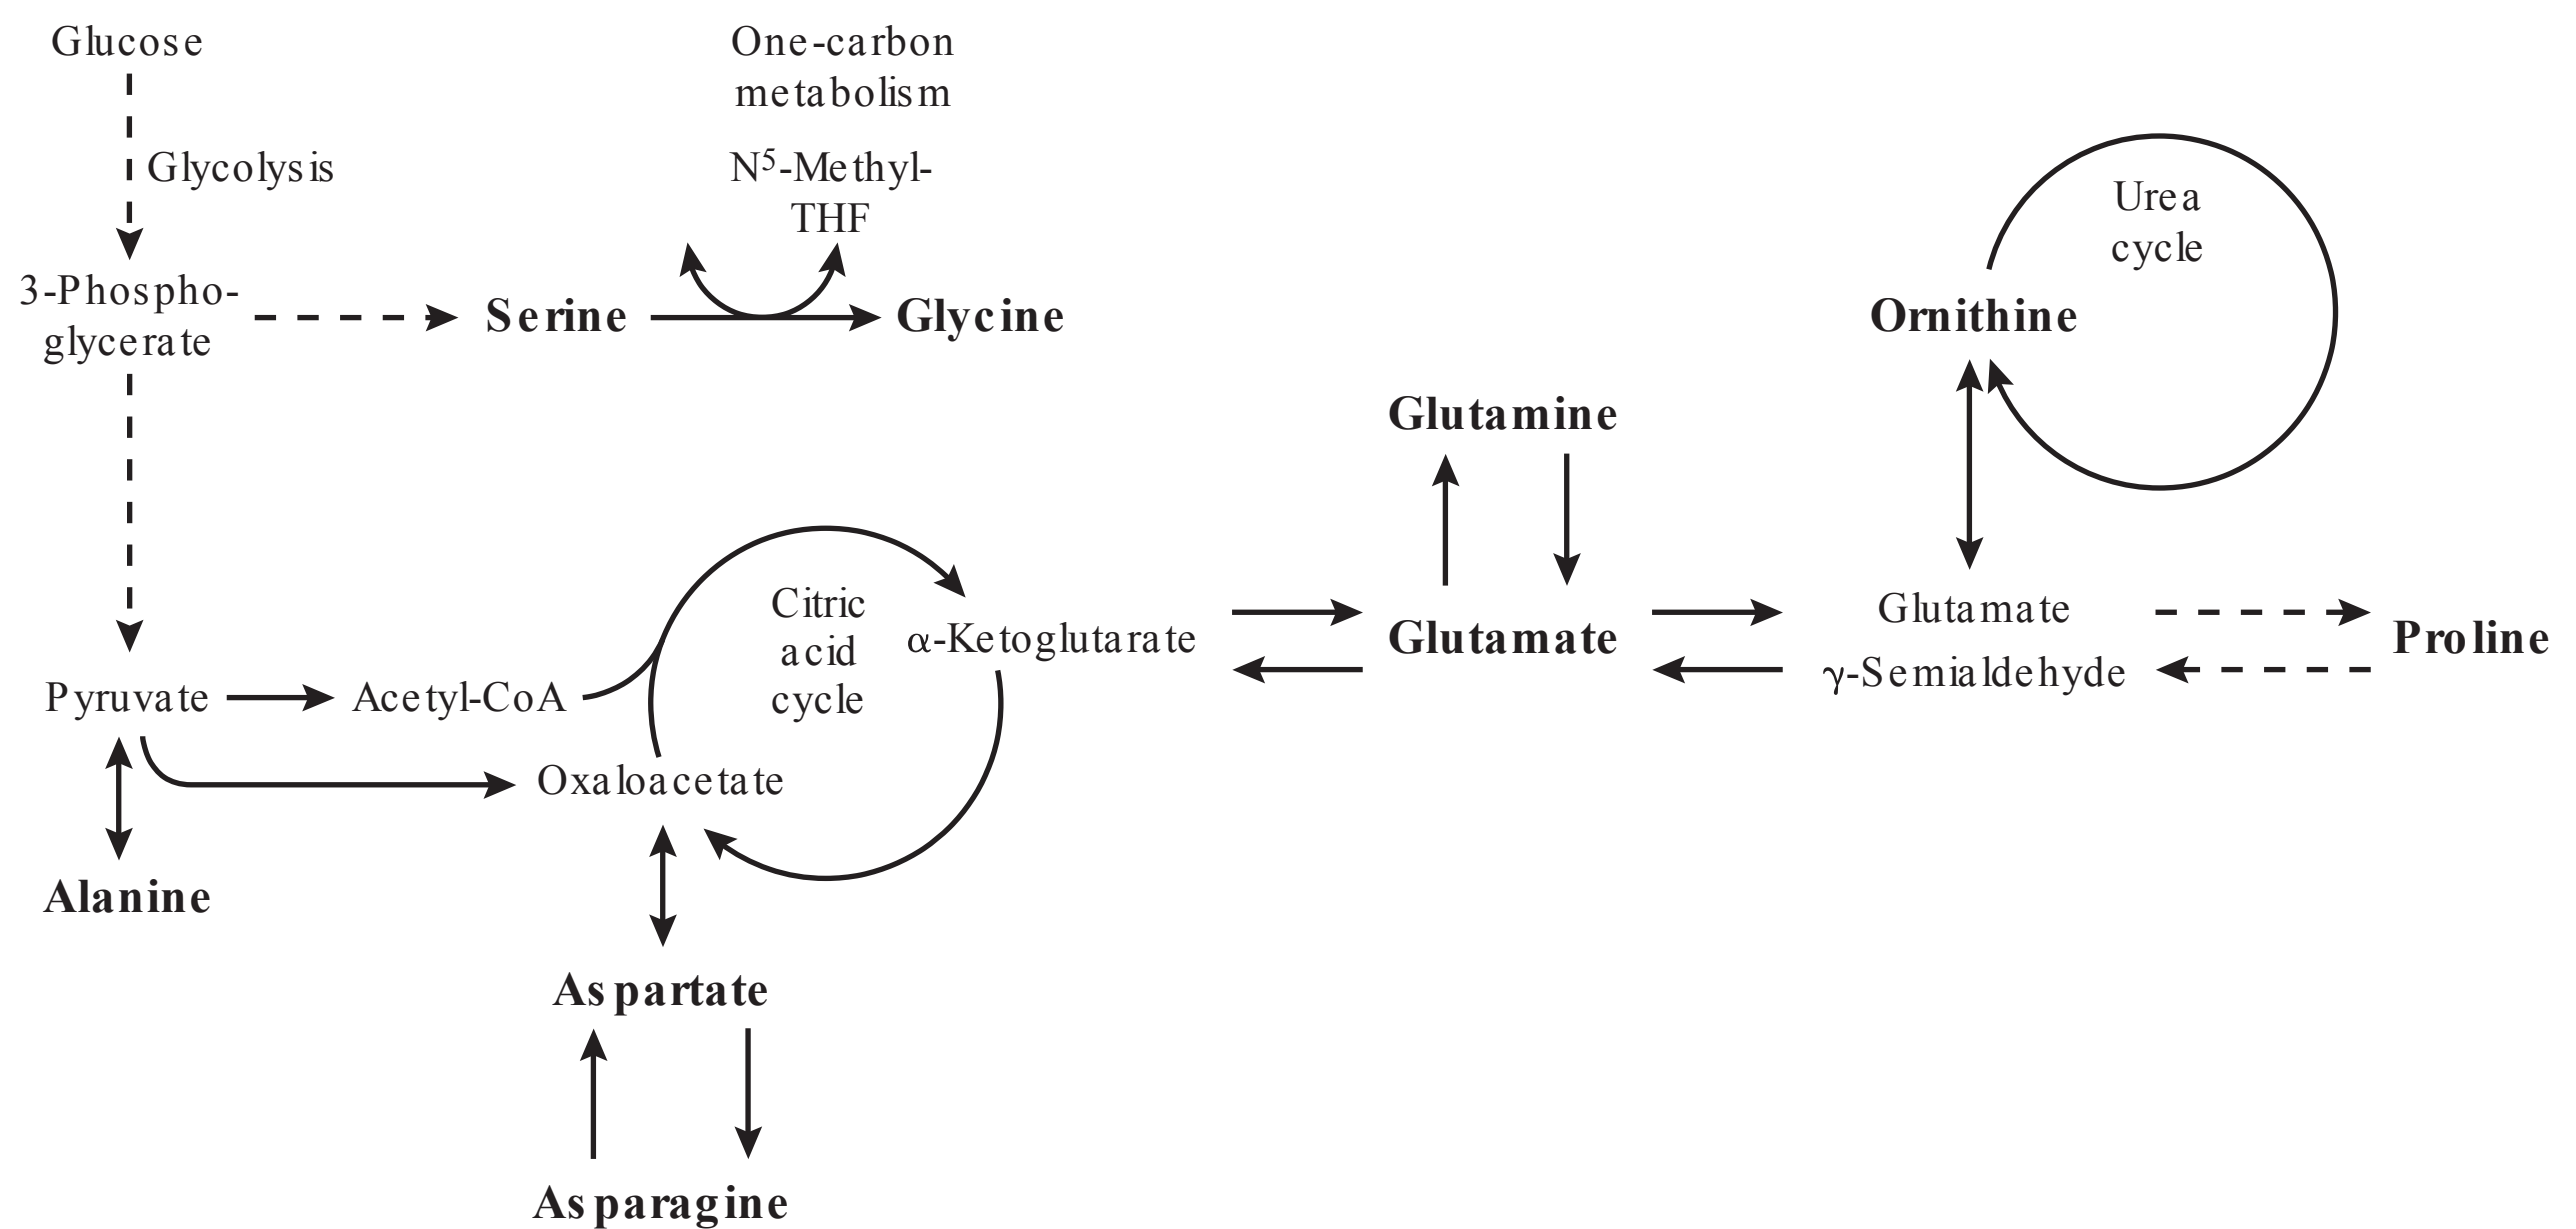 Glucose
Glycolysis
3-Phospho-
glycerate
One-carbon
metabolism
N⁵-Methyl-
THF
Serine
Glycine
Urea
cycle
Ornithine
Glutamine
Citric
acid
cycle
α-Ketoglutarate
Glutamate
Glutamate
γ-Semialdehyde
Proline
Pyruvate
Acetyl-CoA
Oxaloacetate
Alanine
Aspartate
Asparagine